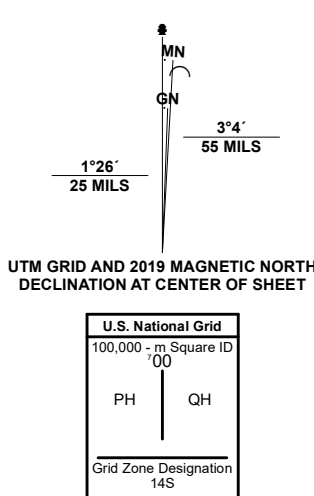 MN
GN
3°4´
55 MILS
1°26´
25 MILS
UTM GRID AND 2019 MAGNETIC NORTH
DECLINATION AT CENTER OF SHEET
U.S. National Grid
100,000 - m Square ID
⁷00
PH QH
Grid Zone Designation
14S